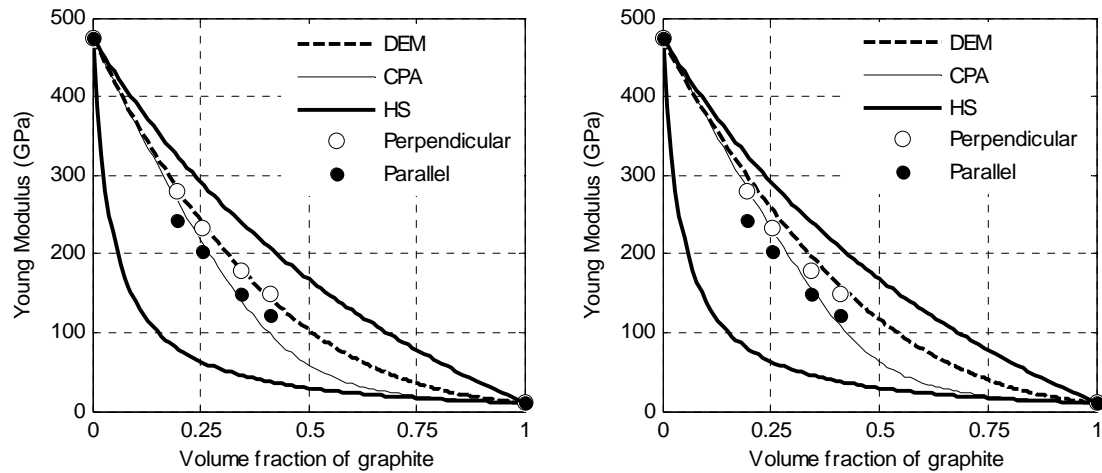 500
400
300
200
100
0
Young Modulus (GPa)
DEM
CPA
HS
Perpendicular
Parallel
0 0.25 0.5 0.75 1
Volume fraction of graphite
500
400
300
200
100
0
Young Modulus (GPa)
DEM
CPA
HS
Perpendicular
Parallel
0 0.25 0.5 0.75 1
Volume fraction of graphite